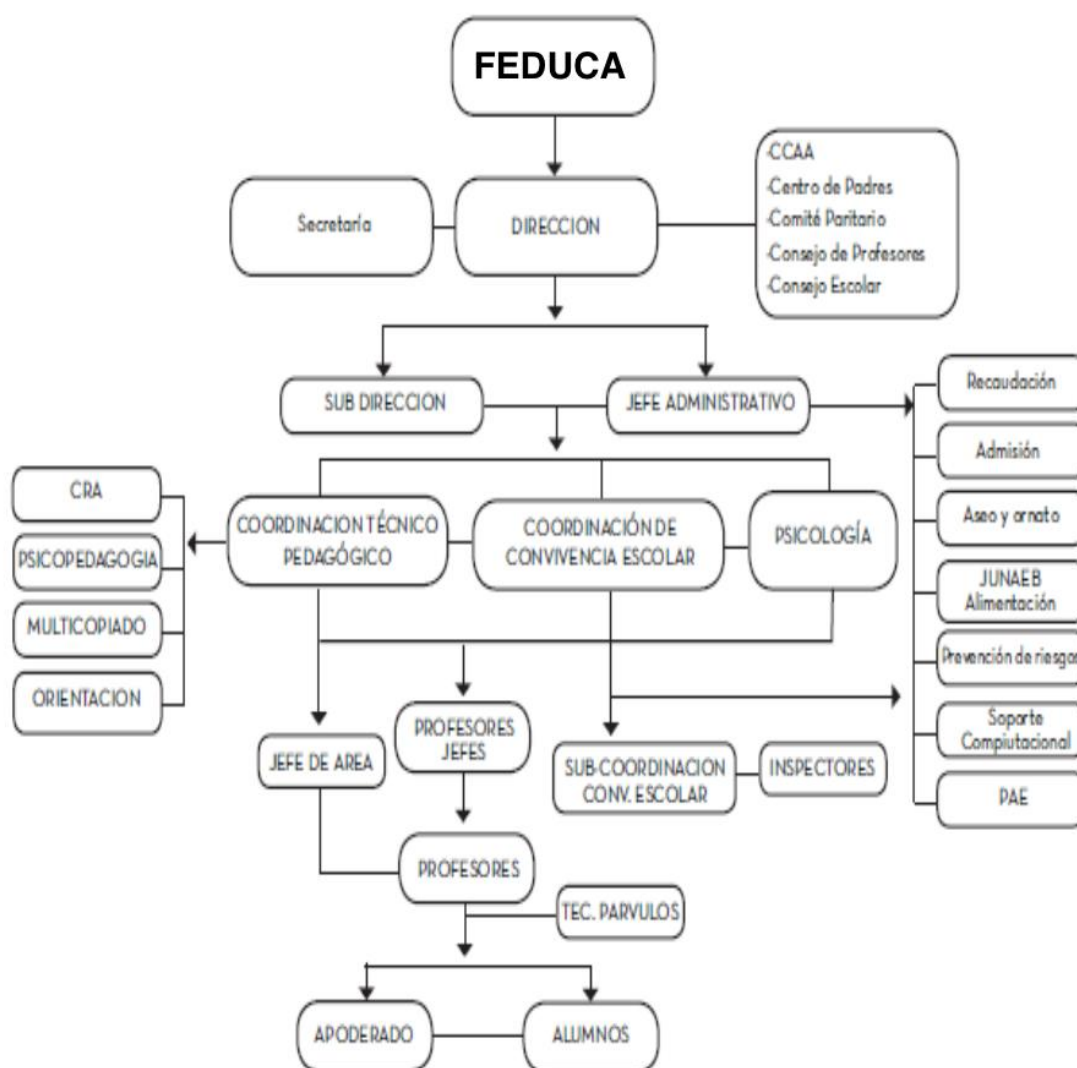 FEDUCA
Secretaría
DIRECCION
-CCAA
-Centro de Padres
-Comité Paritario
-Consejo de Profesores
-Consejo Escolar
SUB DIRECCION
JEFE ADMINISTRATIVO
Recaudación
Admisión
Aseo y ornato
JUNAEB
Alimentación
Prevención de riesgos
Soporte
Compiutacional
PAE
CRA
PSICOPEDAGOGIA
MULTICOPIADO
ORIENTACION
COORDINACION TÉCNICO
PEDAGÓGICO
COORDINACIÓN DE
CONVIVENCIA ESCOLAR
PSICOLOGÍA
JEFE DE AREA
PROFESORES
JEFES
SUB-COORDINACION
CONV. ESCOLAR
INSPECTORES
PROFESORES
TEC. PARVULOS
APODERADO
ALUMNOS